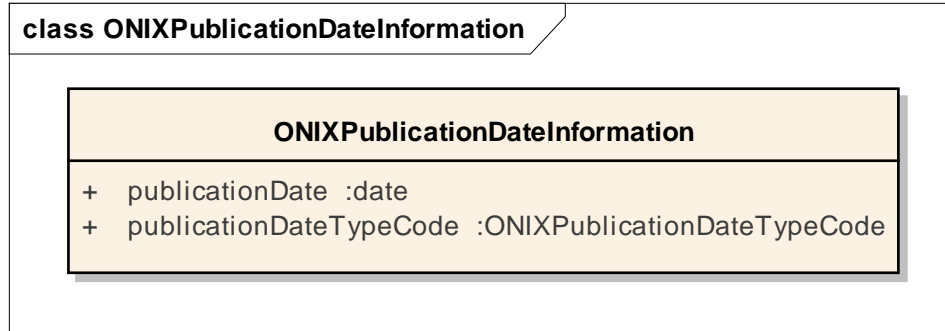 class ONIXPublicationDateInformation
ONIXPublicationDateInformation
+ publicationDate :date
+ publicationDateTypeCode :ONIXPublicationDateTypeCode